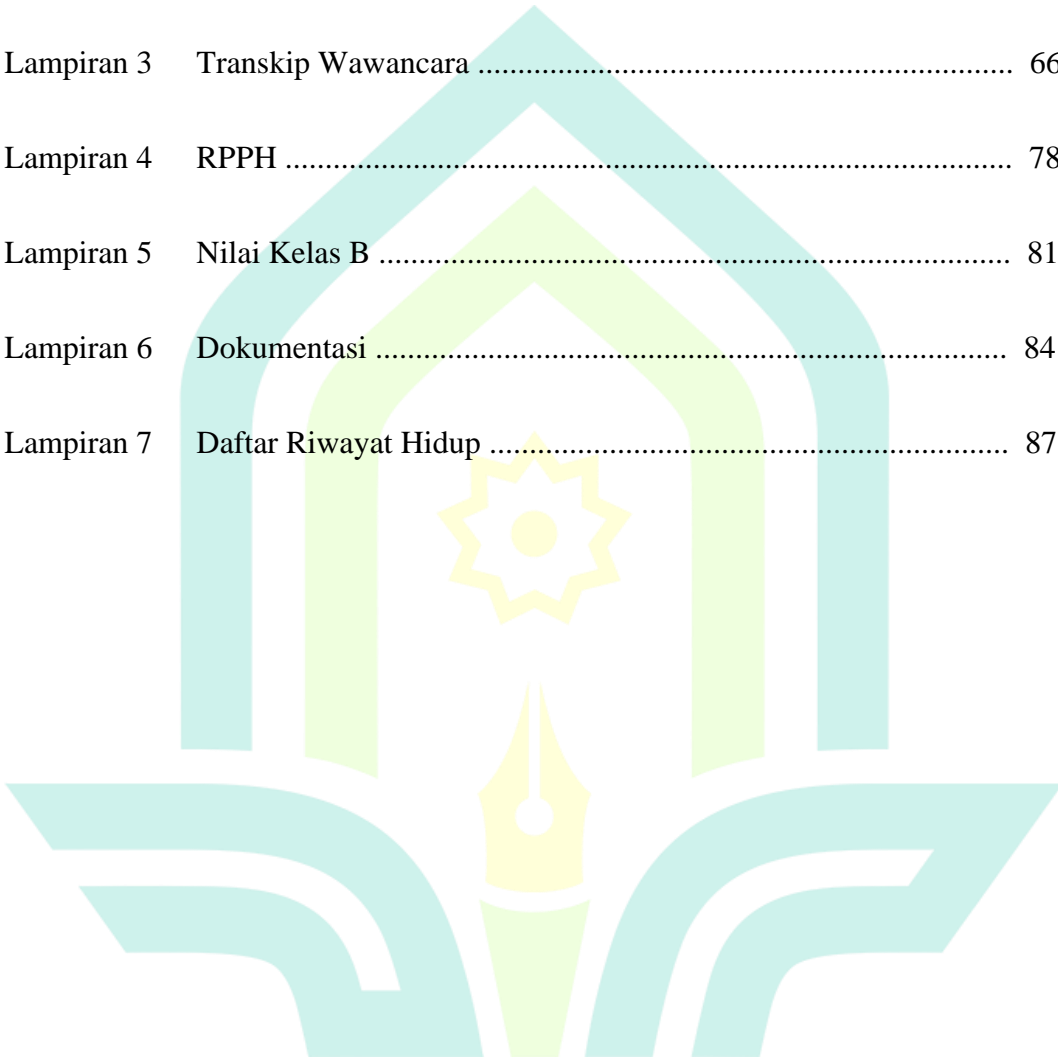 Lampiran 3 Transkip Wawancara ................................................................................ 66
Lampiran 4 RPPH ............................................................................................................. 78
Lampiran 5 Nilai Kelas B ............................................................................................... 81
Lampiran 6 Dokumentasi ............................................................................................... 84
Lampiran 7 Daftar Riwayat Hidup .............................................................................. 87